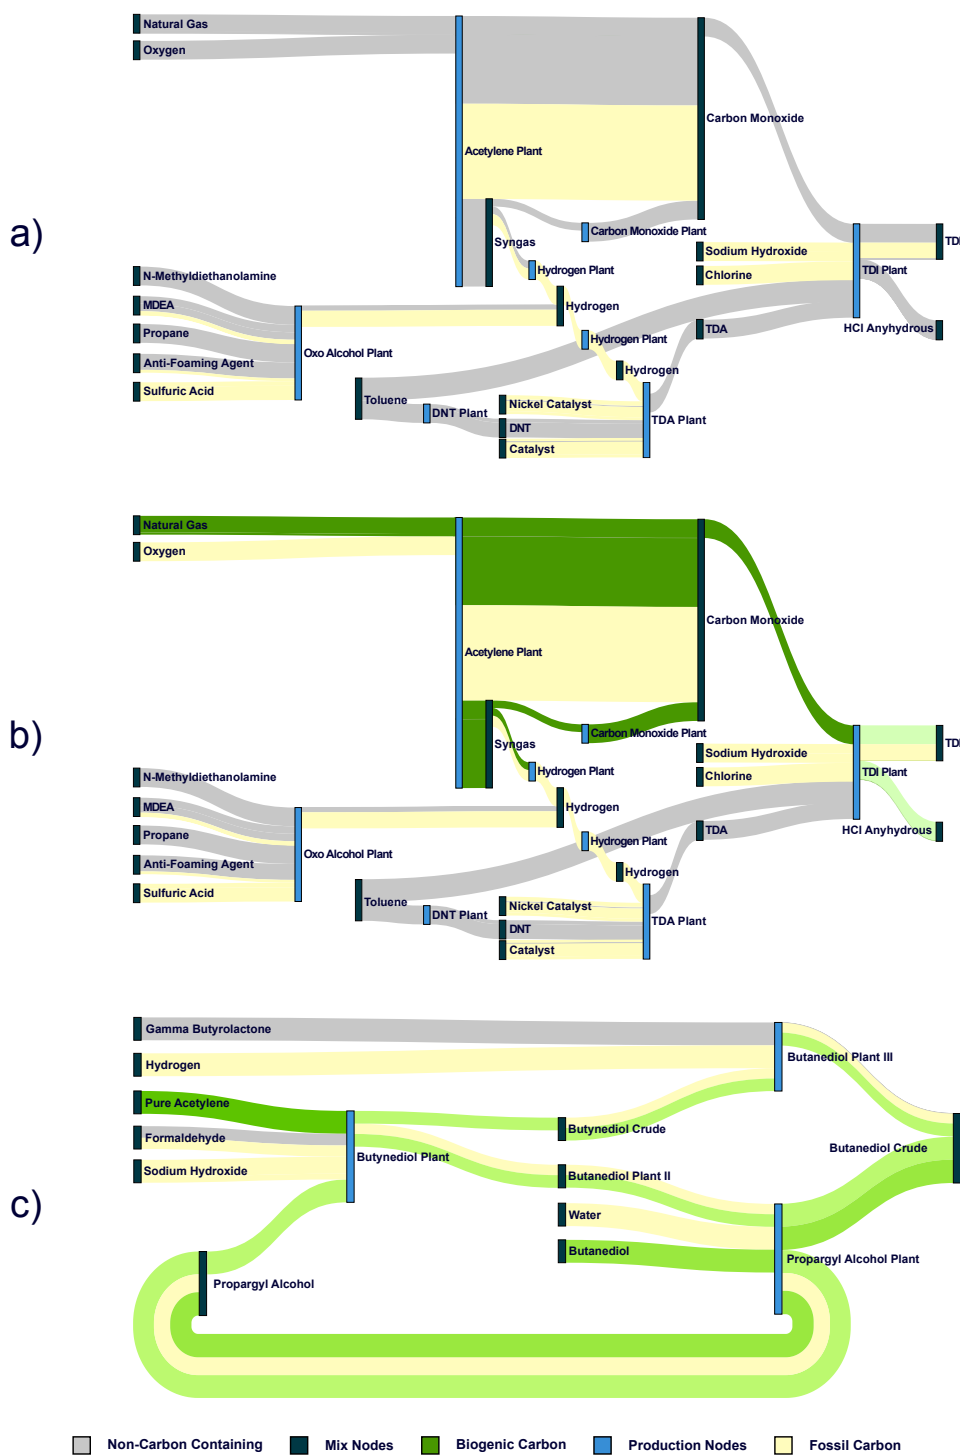 a)
Natural Gas
Oxygen
Carbon Monoxide
Acetylene Plant
Carbon Monoxide Plant
Syngas
Sodium Hydroxide
TDI
Hydrogen Plant
TDI Plant
N-Methyldiethanolamine
Chlorine
MDEA
Hydrogen
HCl Anyhydrous
Propane
TDA
Hydrogen Plant
Oxo Alcohol Plant
Anti-Foaming Agent
Hydrogen
Sulfuric Acid
Toluene
Nickel Catalyst
DNT Plant
TDA Plant
DNT
Catalyst
b)
Natural Gas
Oxygen
Carbon Monoxide
Acetylene Plant
Carbon Monoxide Plant
Syngas
Sodium Hydroxide
TDI
Hydrogen Plant
TDI Plant
N-Methyldiethanolamine
Chlorine
MDEA
Hydrogen
HCl Anyhydrous
Propane
TDA
Hydrogen Plant
Oxo Alcohol Plant
Anti-Foaming Agent
Hydrogen
Sulfuric Acid
Toluene
Nickel Catalyst
DNT Plant
TDA Plant
DNT
Catalyst
c)
Gamma Butyrolactone
Butanediol Plant III
Hydrogen
Pure Acetylene
Butynediol Crude
Formaldehyde
Butanediol Crude
Butynediol Plant
Sodium Hydroxide
Butanediol Plant II
Water
Butanediol
Propargyl Alcohol Plant
Propargyl Alcohol
Non-Carbon Containing
Mix Nodes
Biogenic Carbon
Production Nodes
Fossil Carbon